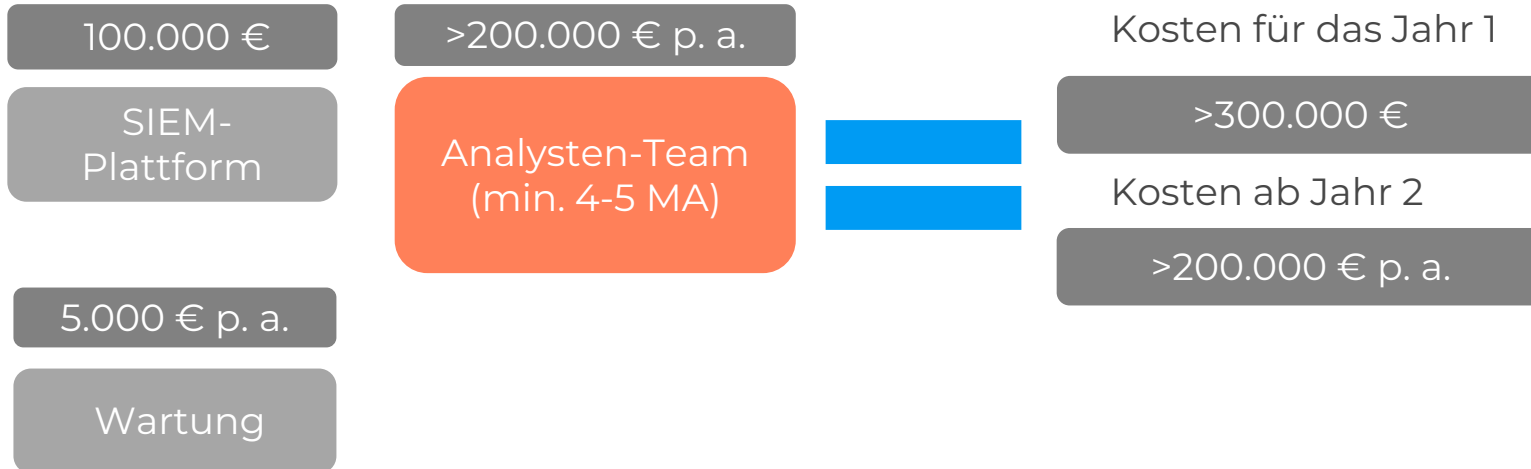 100.000 €
SIEM-
Plattform
5.000 € p. a.
Wartung
>200.000 € p. a.
Analysten-Team
(min. 4-5 MA)
Kosten für das Jahr 1
>300.000 €
Kosten ab Jahr 2
>200.000 € p. a.